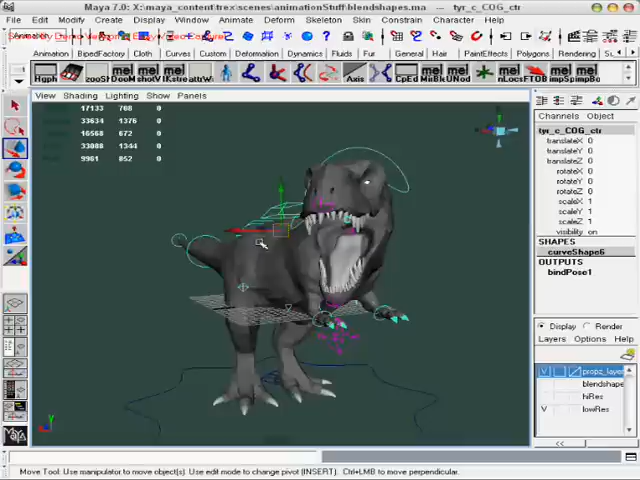 Maya 7.0: X:\maya_content\trex\scenes\animationStuff\blendshapes.ma -- tyr_c_COG_ctr
File Edit Modify Create Display Window Animate Deform Skeleton Skin Constrain Character Help
Animation
Animation BipedFactory Cloth Curves Custom Deformation Dynamics Fluids Fur General Hair PaintEffects Polygons Rendering
View Shading Lighting Show Panels
17133 768 0
33634 1376 0
16568 672 0
33088 1344 0
9961 852 0
Channels Object
tyr_c_COG_ctr
translateX 0
translateY 0
translateZ 0
rotateX 0
rotateY 0
rotateZ 0
scaleX 1
scaleY 1
scaleZ 1
visibility on
SHAPES
curveShape6
OUTPUTS
bindPose1
Display Render
Layers Options Help
V propz_layer
blendshape
hiRes
V lowRes
<<
Move Tool: Use manipulator to move object(s). Use edit mode to change pivot (INSERT). Ctrl+LMB to move perpendicular.